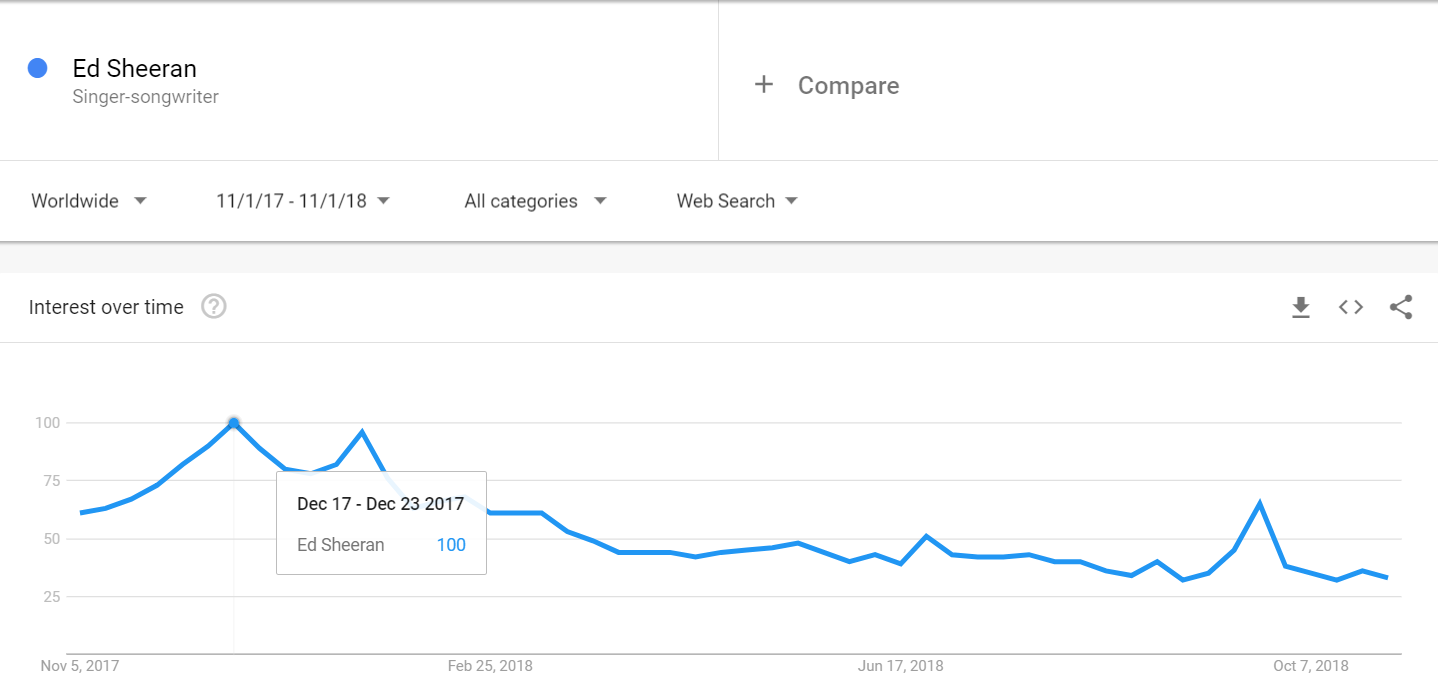 Ed Sheeran
Singer-songwriter
+ Compare
Worldwide
11/1/17 - 11/1/18
All categories
Web Search
Interest over time ?
100
75
50
25
Dec 17 - Dec 23 2017
Ed Sheeran 100
Nov 5, 2017
Feb 25, 2018
Jun 17, 2018
Oct 7, 2018